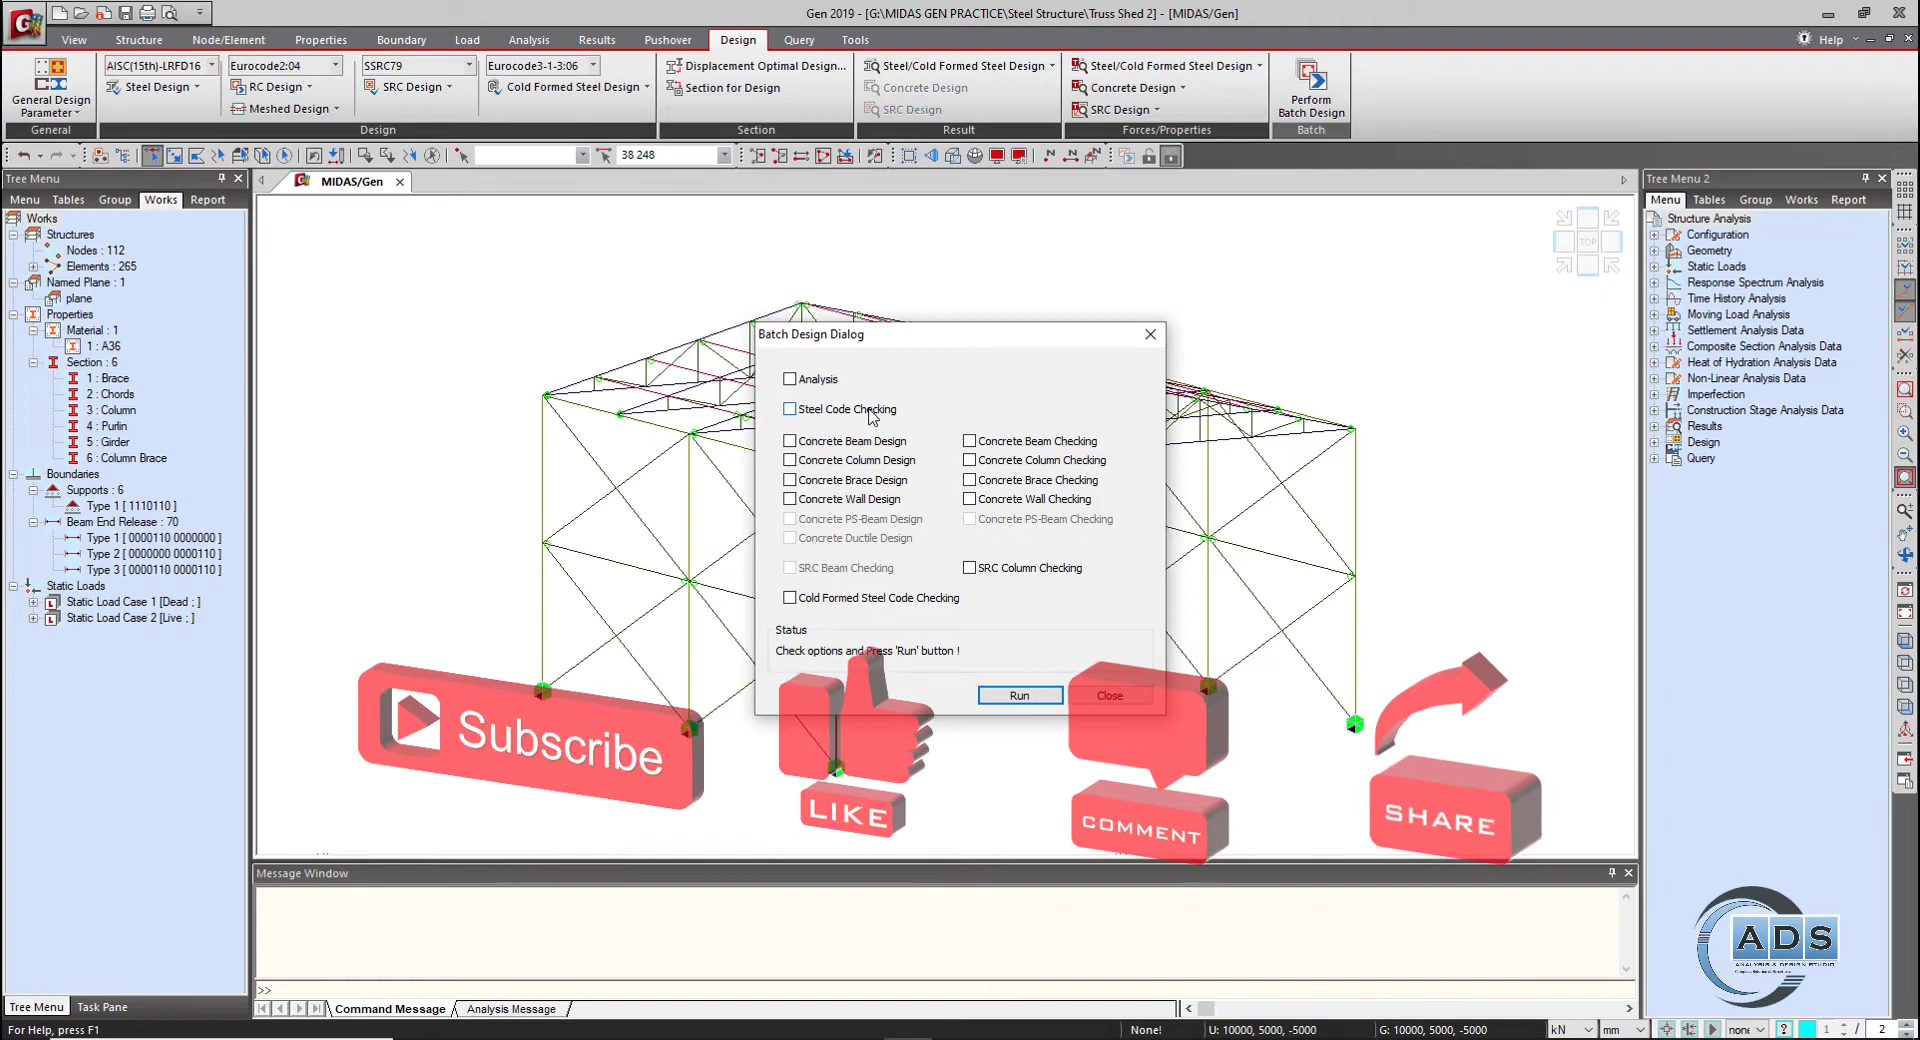 Gen 2019 - [G:\MIDAS GEN PRACTICE\Steel Structure\Truss Shed 2] - [MIDAS/Gen]
View Structure Node/Element Properties Boundary Load Analysis Results Pushover Design Query Tools Help
AISC(15th)-LRFD16 Eurocode2:04 SSRC79 Eurocode3-1-3:06 Displacement Optimal Design... Steel/Cold Formed Steel Design Steel/Cold Formed Steel Design
General Design Parameter Steel Design RC Design SRC Design Cold Formed Steel Design Section for Design Concrete Design Concrete Design Perform Batch Design
Meshed Design SRC Design SRC Design
General Design Section Result Forces/Properties Batch
38 248
Tree Menu MIDAS/Gen Tree Menu 2
Menu Tables Group Works Report
Works
Structures
Nodes : 112
Elements : 265
Named Plane : 1
plane
Properties
Material : 1
1 : A36
Section : 6
1 : Brace
2 : Chords
3 : Column
4 : Purlin
5 : Girder
6 : Column Brace
Boundaries
Supports : 6
Type 1 [ 1110110 ]
Beam End Release : 70
Type 1 [ 0000110 0000000 ]
Type 2 [ 0000000 0000110 ]
Type 3 [ 0000110 0000110 ]
Static Loads
Static Load Case 1 [Dead ; ]
Static Load Case 2 [Live ; ]
TOP
Batch Design Dialog
Analysis
Steel Code Checking
Concrete Beam Design Concrete Beam Checking
Concrete Column Design Concrete Column Checking
Concrete Brace Design Concrete Brace Checking
Concrete Wall Design Concrete Wall Checking
Concrete PS-Beam Design Concrete PS-Beam Checking
Concrete Ductile Design
SRC Beam Checking SRC Column Checking
Cold Formed Steel Code Checking
Status
Check options and Press 'Run' button !
Run Close
Subscribe
LIKE
COMMENT
SHARE
Menu Tables Group Works Report
Structure Analysis
Configuration
Geometry
Static Loads
Response Spectrum Analysis
Time History Analysis
Moving Load Analysis
Settlement Analysis Data
Composite Section Analysis Data
Heat of Hydration Analysis Data
Non-Linear Analysis Data
Imperfection
Construction Stage Analysis Data
Results
Design
Query
Message Window
>>
Command Message Analysis Message
Tree Menu Task Pane
ADS
ANALYSIS & DESIGN STUDIO
For Help, press F1 None! U: 10000, 5000, -5000 G: 10000, 5000, -5000 kN mm none ? 1 / 2